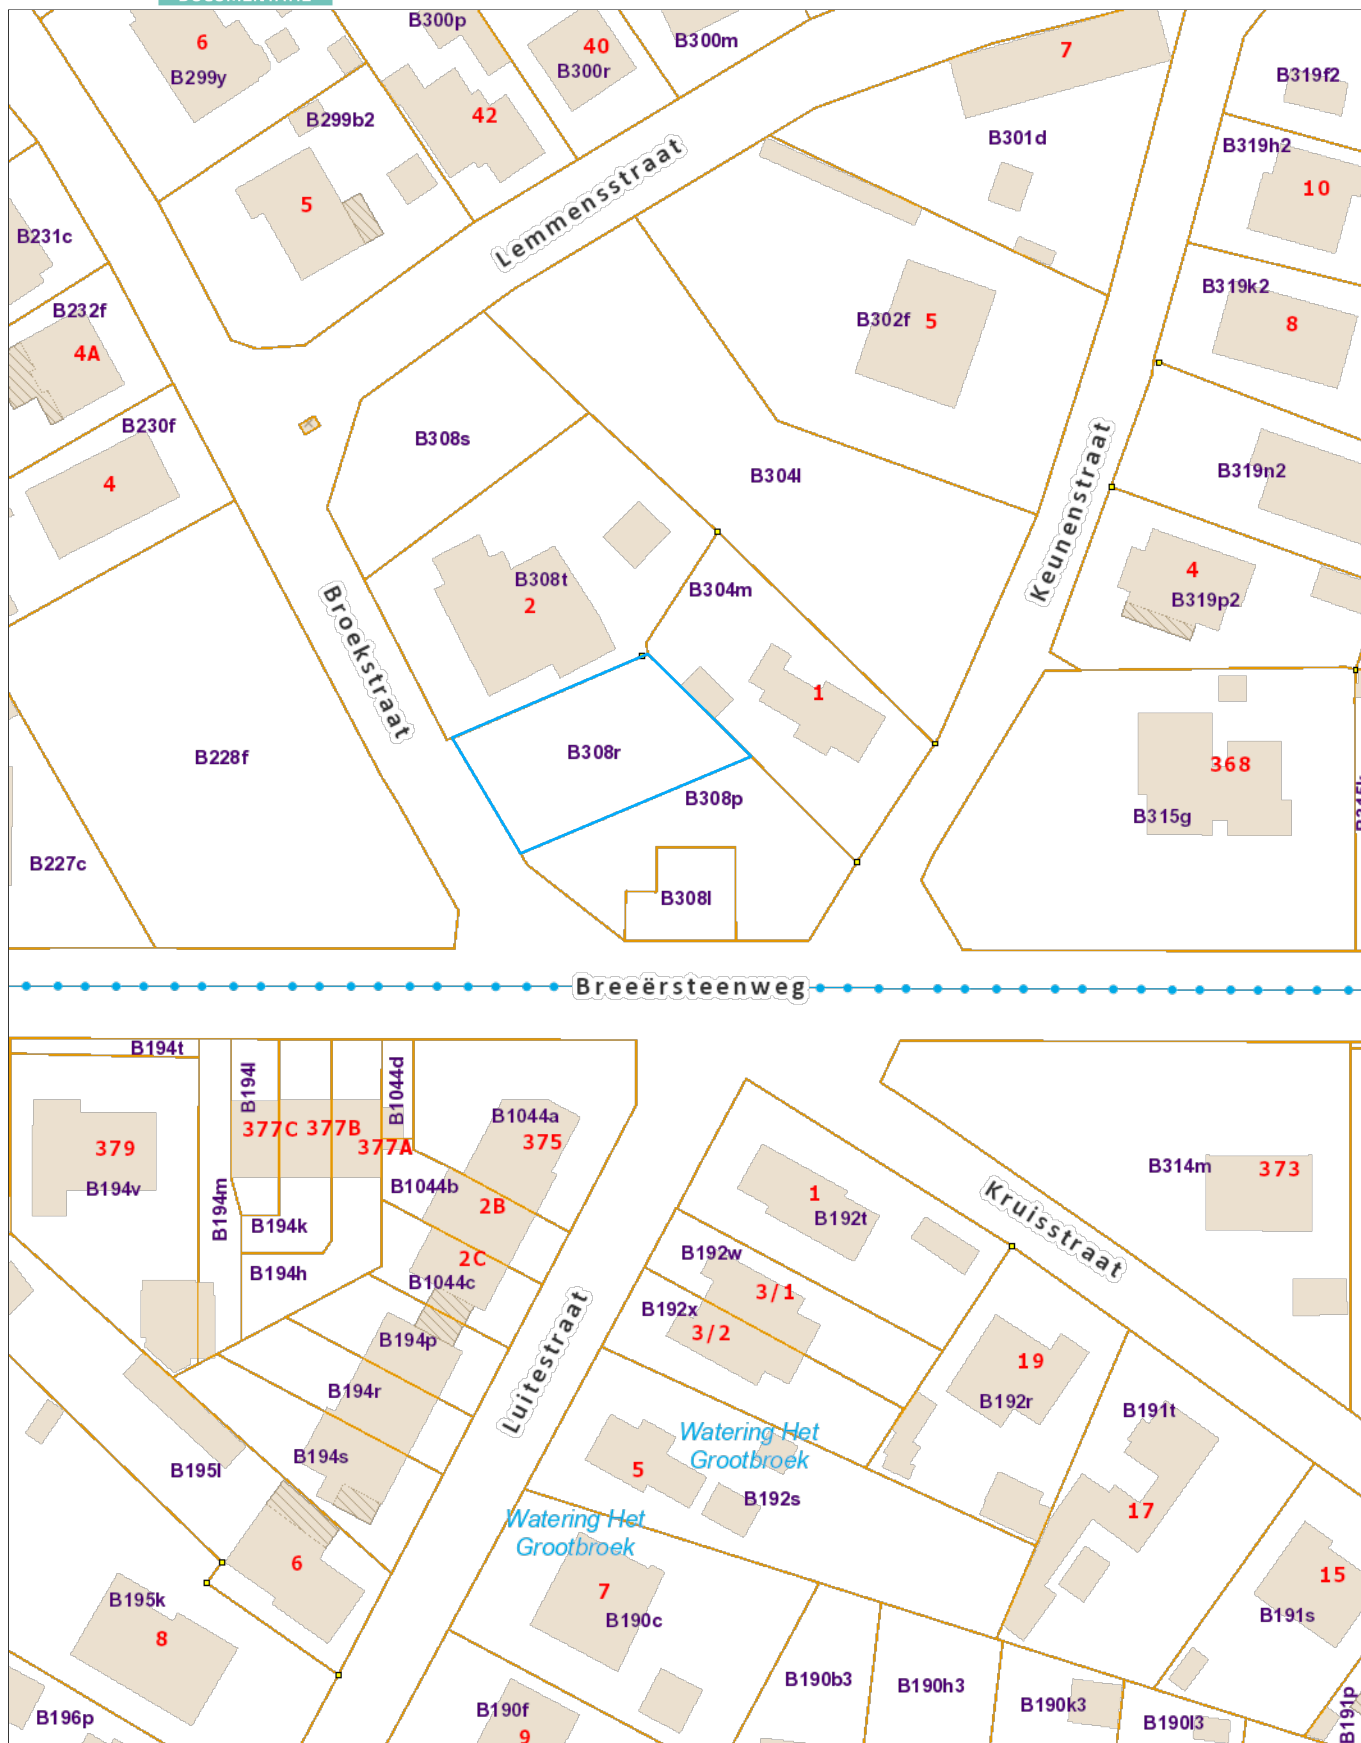 B300p
6
40
B300m
7
B299y
B300r
B319f2
B299b2
42
B301d
B319h2
Lemmensstraat
10
5
B231c
B319k2
B232f
B302f
5
8
4A
B230f
B308s
B319n2
4
B304l
Keunenstraat
B308t
2
B304m
4
B319p2
Broekstraat
1
B228f
B308r
368
B308p
B315g
B227c
B308l
Breeërsteenweg
B194t
B194l
B1044d
B1044a
377C
377B
377A
375
379
B314m
373
B194v
B1044b
1
B192t
B194m
B194k
2B
Kruisstraat
B194h
2C
B192w
B1044c
3/1
B192x
3/2
B194p
Luitestraat
19
B194r
B192r
B191t
Watering Het
Grootbroek
B194s
5
B195l
B192s
17
Watering Het
Grootbroek
6
7
15
B195k
B190c
B191s
8
B190b3
B190h3
B190f
B190k3
B196p
B190l3
B191p
9